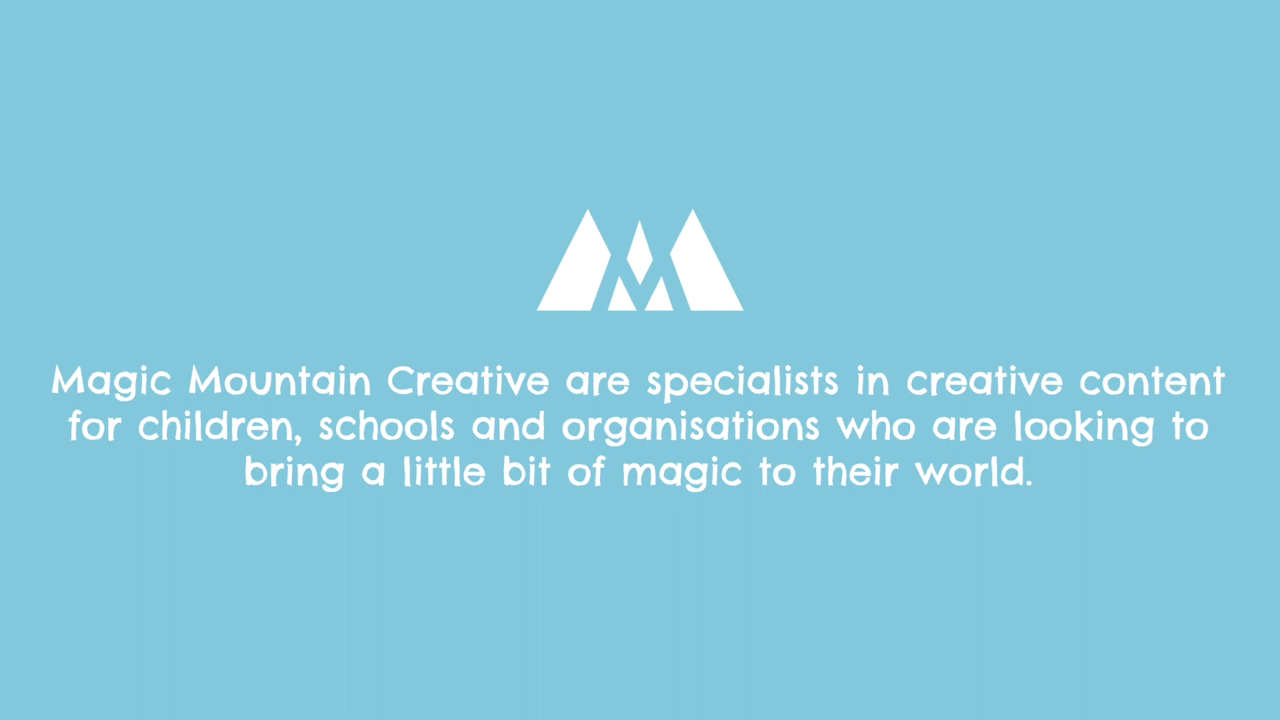 Magic Mountain Creative are specialists in creative content
for children, schools and organisations who are looking to
bring a little bit of magic to their world.